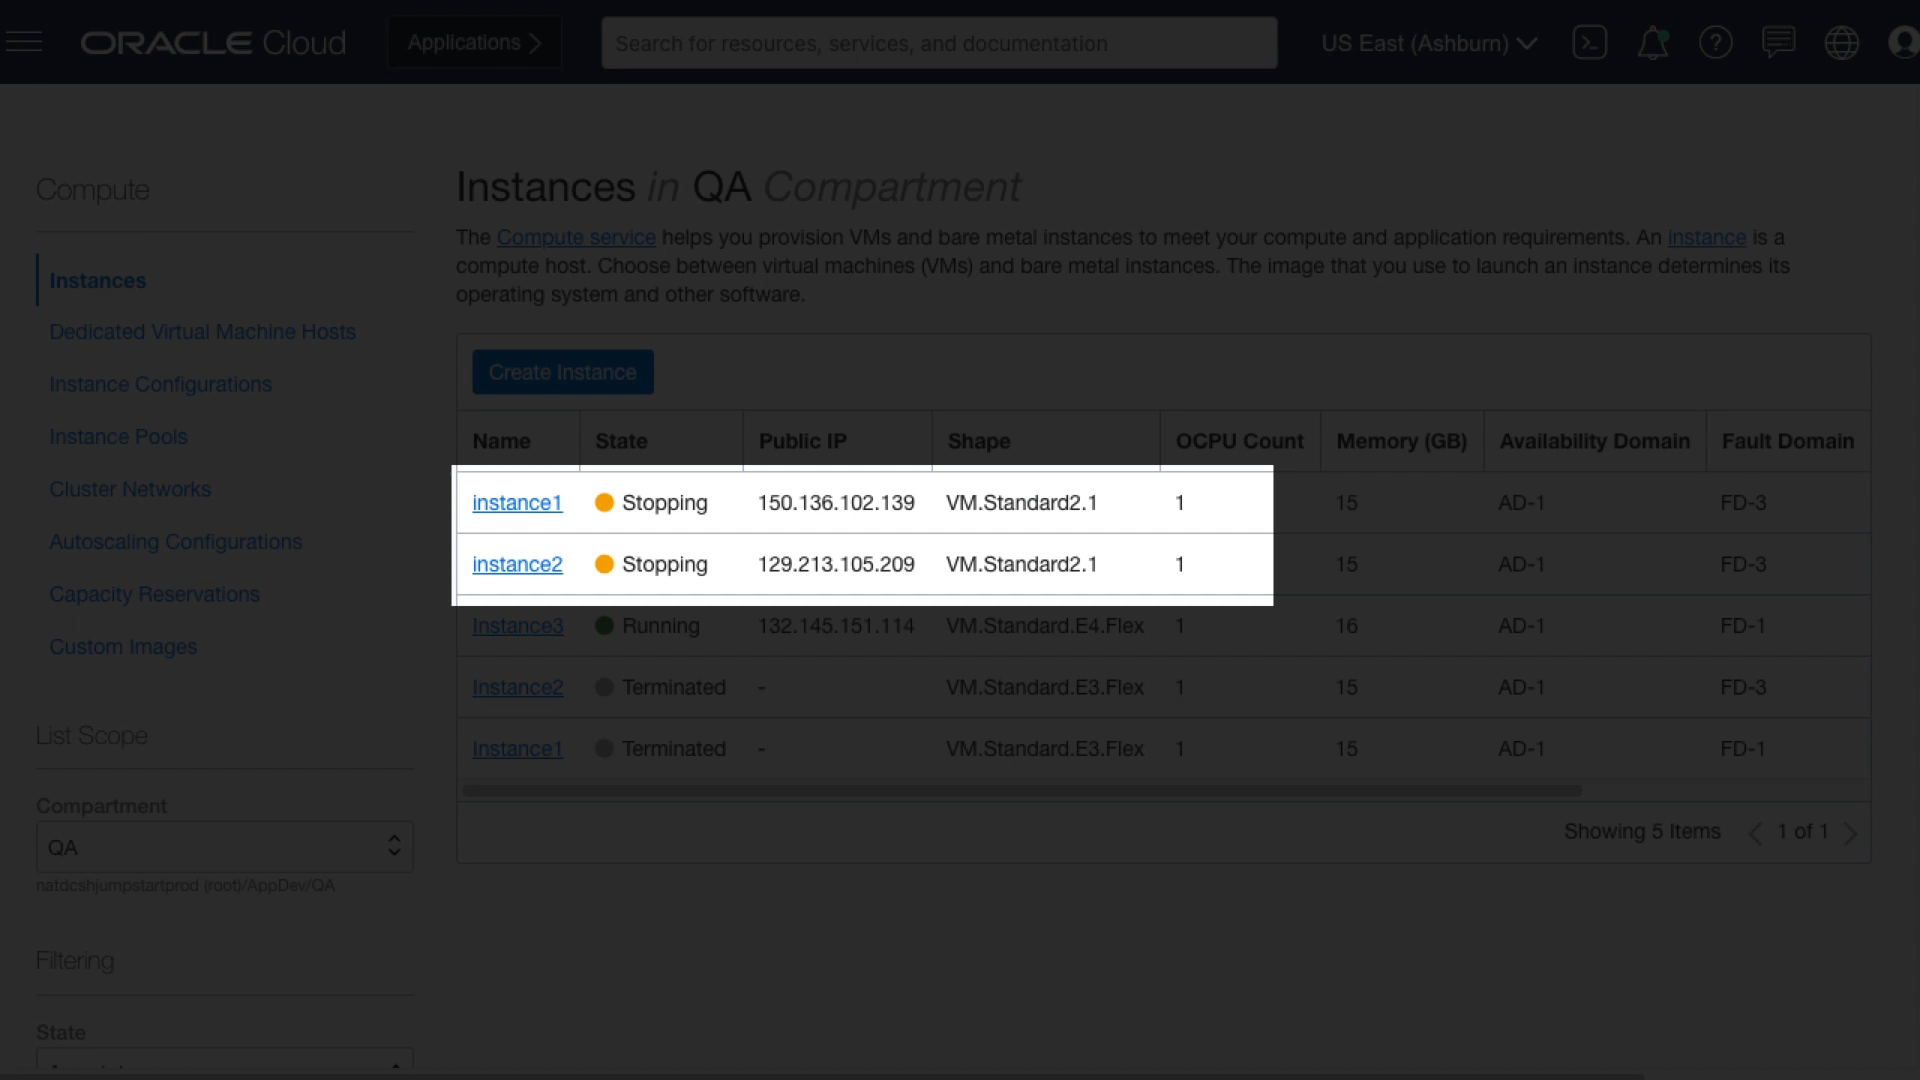 ORACLE Cloud
Applications
Search for resources, services, and documentation
US East (Ashburn)
Compute
Instances
Dedicated Virtual Machine Hosts
Instance Configurations
Instance Pools
Cluster Networks
Autoscaling Configurations
Capacity Reservations
Custom Images
List Scope
Compartment
QA
natdcshjumpstartprod (root)/AppDev/QA
Filtering
State
Instances in QA Compartment
The Compute service helps you provision VMs and bare metal instances to meet your compute and application requirements. An instance is a
compute host. Choose between virtual machines (VMs) and bare metal instances. The image that you use to launch an instance determines its
operating system and other software.
Create Instance
Name State Public IP Shape OCPU Count Memory (GB) Availability Domain Fault Domain
instance1 Stopping 150.136.102.139 VM.Standard2.1 1 15 AD-1 FD-3
instance2 Stopping 129.213.105.209 VM.Standard2.1 1 15 AD-1 FD-3
Instance3 Running 132.145.151.114 VM.Standard.E4.Flex 1 16 AD-1 FD-1
Instance2 Terminated - VM.Standard.E3.Flex 1 15 AD-1 FD-3
Instance1 Terminated - VM.Standard.E3.Flex 1 15 AD-1 FD-1
Showing 5 Items 1 of 1